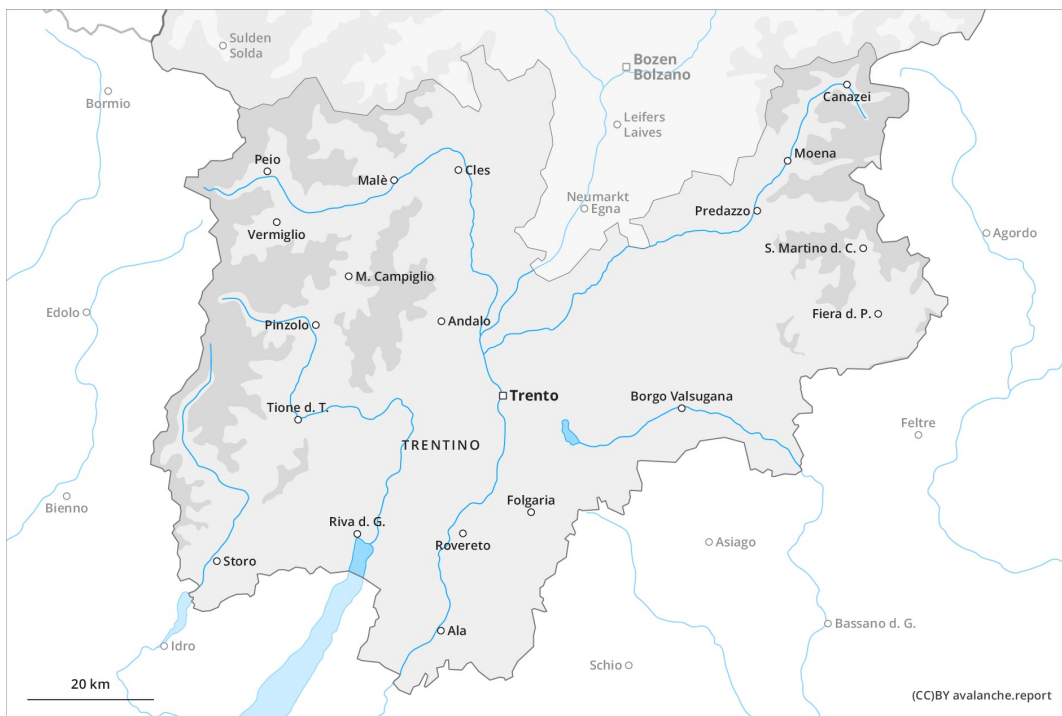 Sulden
Solda
Bozen
Bolzano
Bormio
Canazei
Leifers
Laives
Moena
Peio
Malè
Cles
Neumarkt
Egna
Predazzo
Vermiglio
S. Martino d. C.
Agordo
M. Campiglio
Edolo
Pinzolo
Andalo
Fiera d. P.
Trento
Borgo Valsugana
Tione d. T.
Feltre
TRENTINO
Bienno
Folgaria
Riva d. G.
Rovereto
Asiago
Storo
Bassano d. G.
Ala
Idro
Schio
20 km
(CC)BY avalanche.report